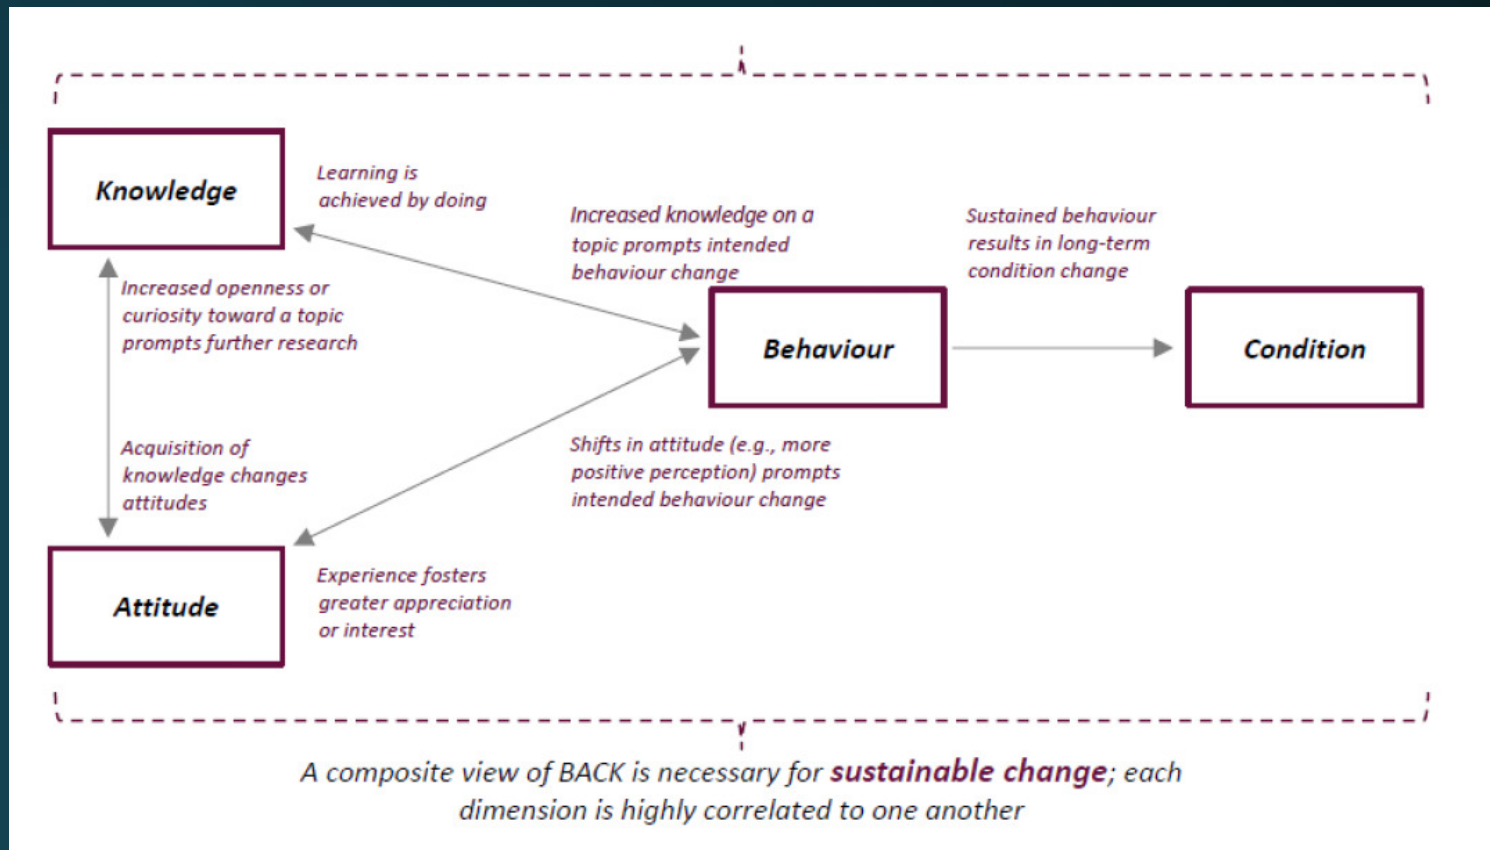 Knowledge
Learning is
achieved by doing
Increased knowledge on a
topic prompts intended
behaviour change
Sustained behaviour
results in long-term
condition change
Increased openness or
curiosity toward a topic
prompts further research
Behaviour
Condition
Acquisition of
knowledge changes
attitudes
Shifts in attitude (e.g., more
positive perception) prompts
intended behaviour change
Attitude
Experience fosters
greater appreciation
or interest
A composite view of BACK is necessary for sustainable change; each
dimension is highly correlated to one another